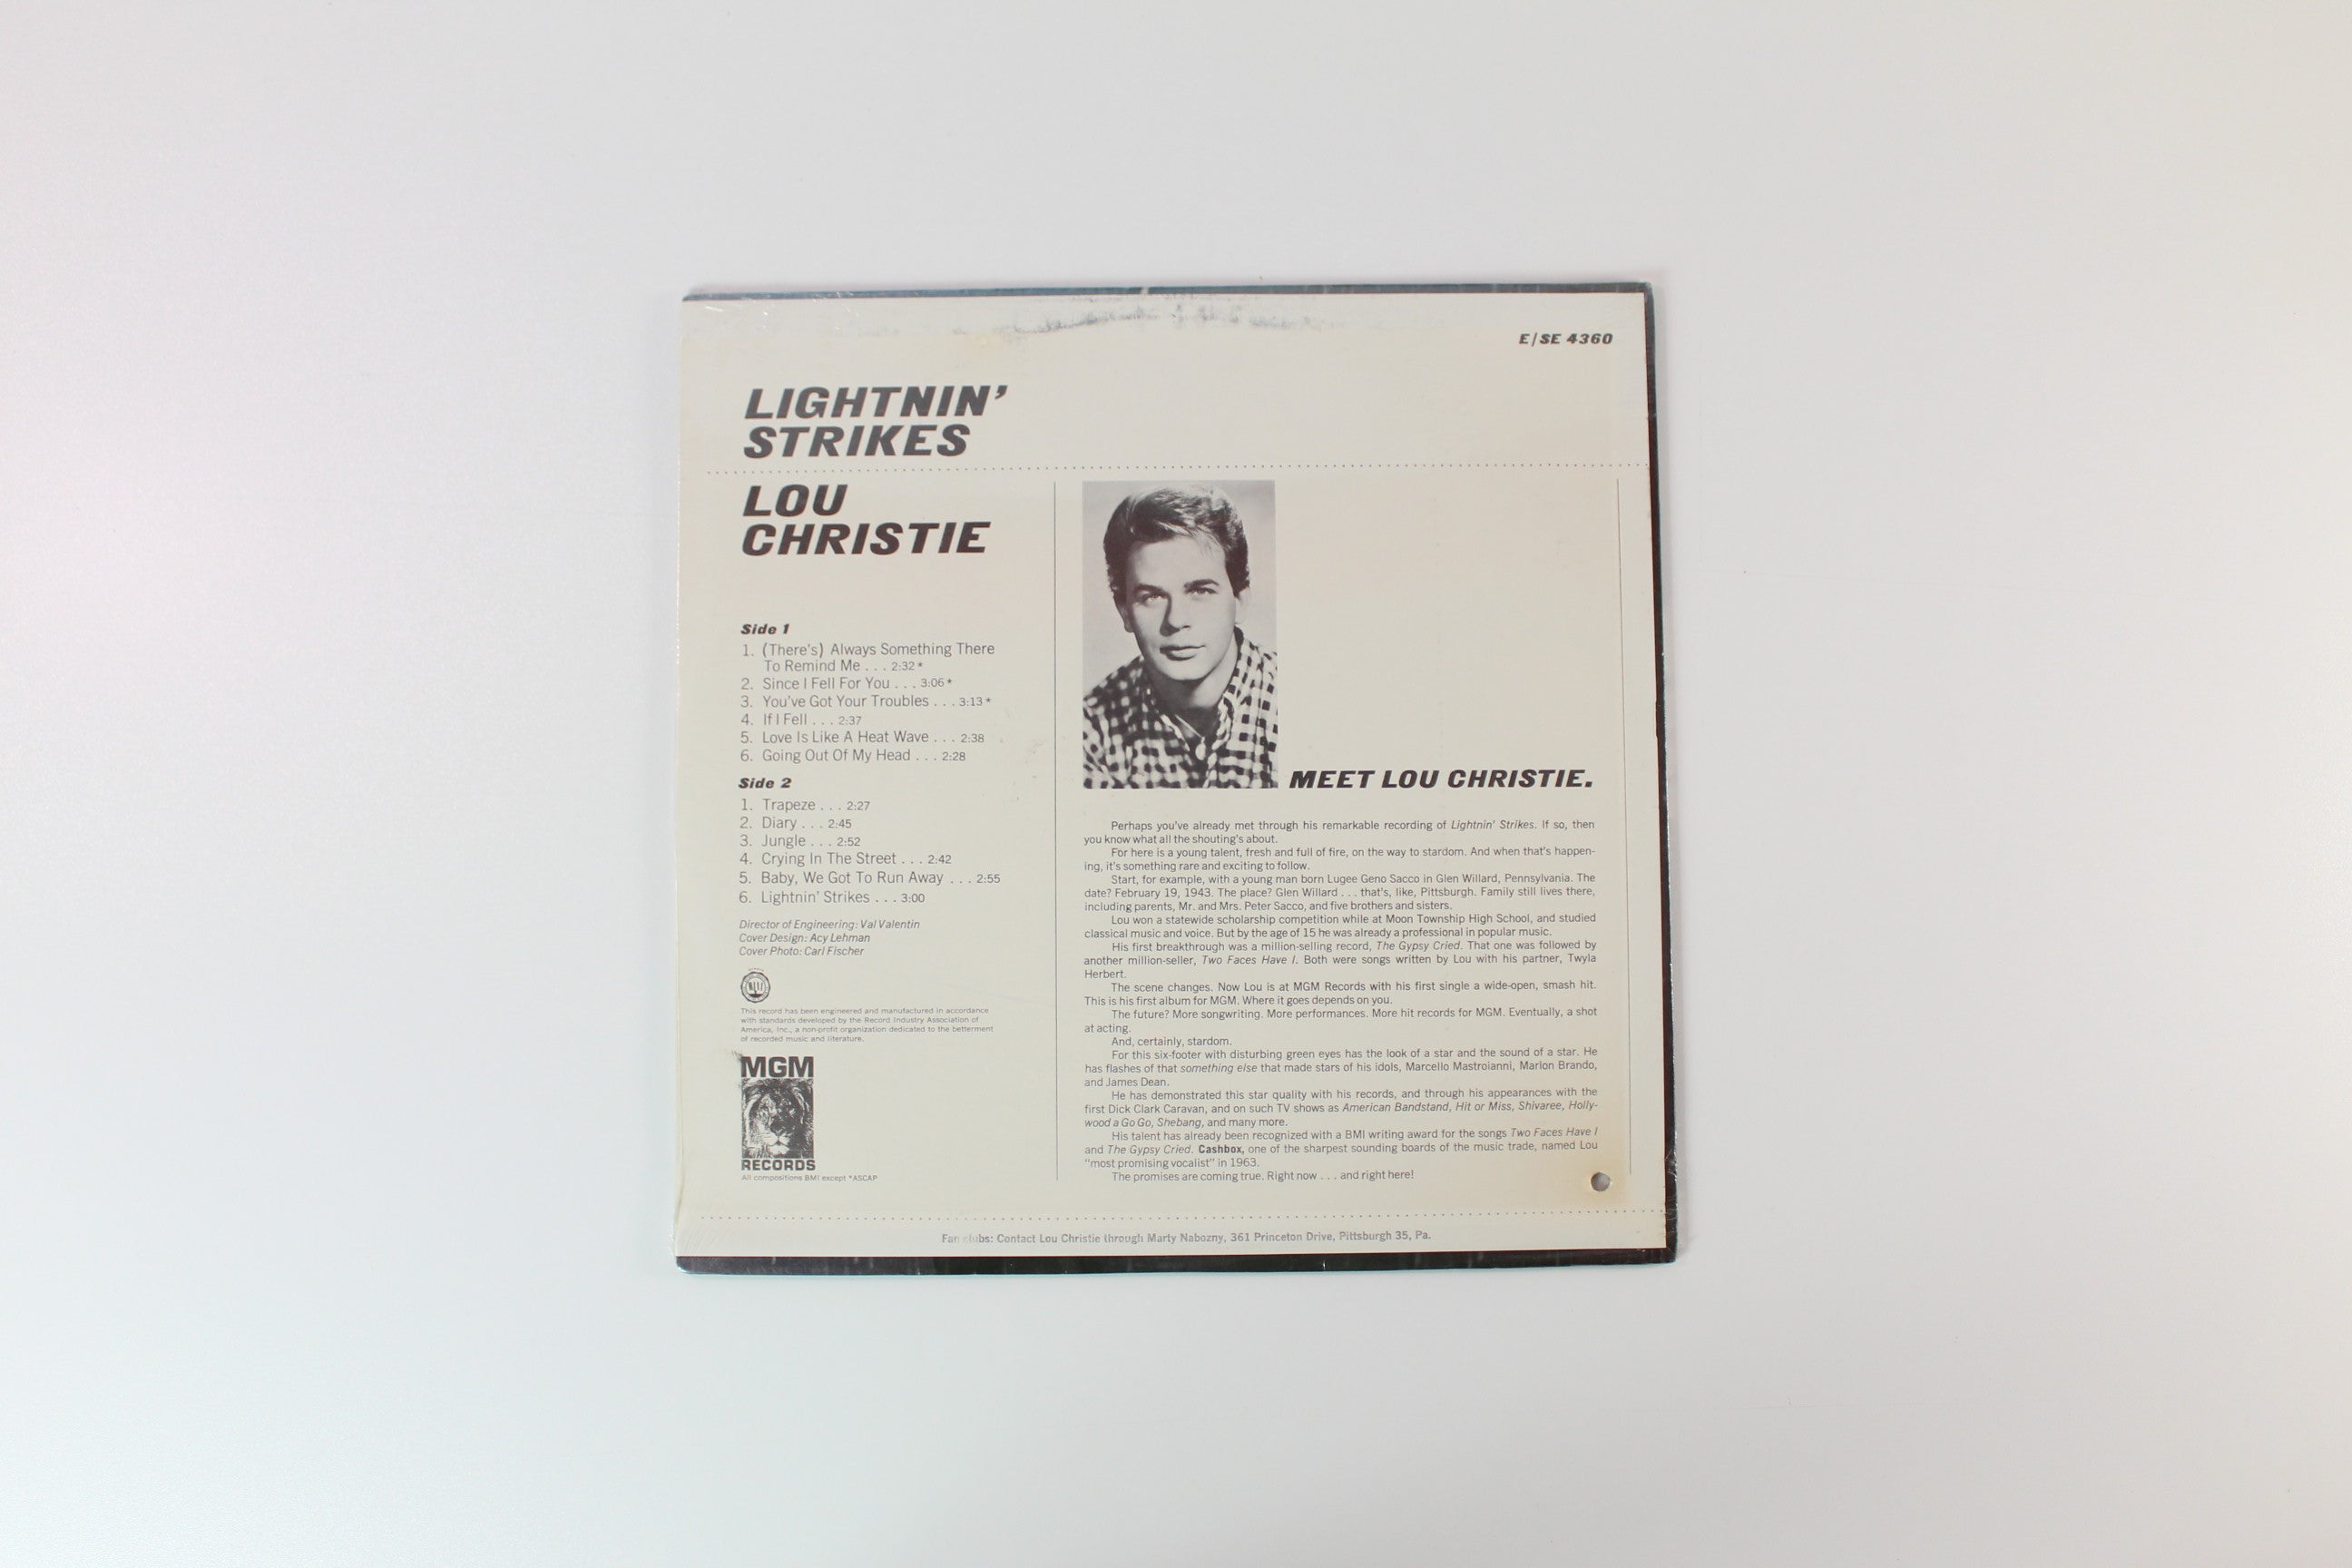 E/SE 4360
LIGHTNIN'
STRIKES
LOU
CHRISTIE
Side 1
1. (There's) Always Something There
To Remind Me . . . 2:32*
2. Since I Fell For You . . . 3:06*
3. You've Got Your Troubles . . . 3:13*
4. If I Fell . . . 2:37
5. Love Is Like A Heat Wave . . . 2:38
6. Going Out Of My Head . . . 2:28
Side 2
1. Trapeze . . . 2:27
2. Diary . . . 2:45
3. Jungle . . . 2:52
4. Crying In The Street . . . 2:42
5. Baby, We Got To Run Away . . . 2:55
6. Lightnin' Strikes . . . 3:00
Director of Engineering: Val Valentin
Cover Design: Acy Lehman
Cover Photo: Carl Fischer
This record has been engineered and manufactured in accordance
with standards developed by the Record Industry Association of
America, Inc., a non-profit organization dedicated to the betterment
of recorded music and literature.
MGM
RECORDS
All compositions BMI except *ASCAP
MEET LOU CHRISTIE.
Perhaps you've already met through his remarkable recording of Lightnin' Strikes. If so, then
you know what all the shouting's about.
For here is a young talent, fresh and full of fire, on the way to stardom. And when that's happen-
ing, it's something rare and exciting to follow.
Start, for example, with a young man born Lugee Geno Sacco in Glen Willard, Pennsylvania. The
date? February 19, 1943. The place? Glen Willard . . . that's, like, Pittsburgh. Family still lives there,
including parents, Mr. and Mrs. Peter Sacco, and five brothers and sisters.
Lou won a statewide scholarship competition while at Moon Township High School, and studied
classical music and voice. But by the age of 15 he was already a professional in popular music.
His first breakthrough was a million-selling record, The Gypsy Cried. That one was followed by
another million-seller, Two Faces Have I. Both were songs written by Lou with his partner, Twyla
Herbert.
The scene changes. Now Lou is at MGM Records with his first single a wide-open, smash hit.
This is his first album for MGM. Where it goes depends on you.
The future? More songwriting. More performances. More hit records for MGM. Eventually, a shot
at acting.
And, certainly, stardom.
For this six-footer with disturbing green eyes has the look of a star and the sound of a star. He
has flashes of that something else that made stars of his idols, Marcello Mastroianni, Marlon Brando,
and James Dean.
He has demonstrated this star quality with his records, and through his appearances with the
first Dick Clark Caravan, and on such TV shows as American Bandstand, Hit or Miss, Shivaree, Holly-
wood a Go Go, Shebang, and many more.
His talent has already been recognized with a BMI writing award for the songs Two Faces Have I
and The Gypsy Cried. Cashbox, one of the sharpest sounding boards of the music trade, named Lou
"most promising vocalist" in 1963.
The promises are coming true. Right now . . . and right here!
Fan clubs: Contact Lou Christie through Marty Nabozny, 361 Princeton Drive, Pittsburgh 35, Pa.